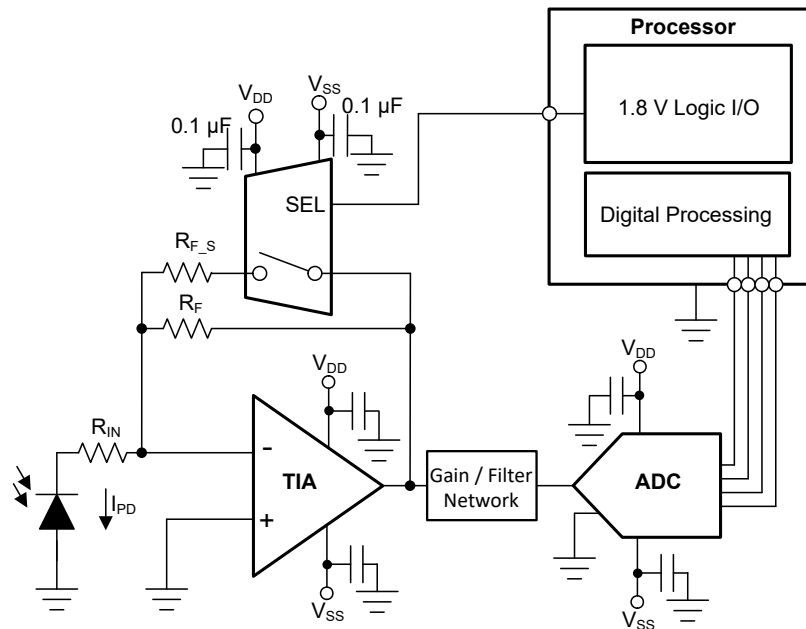 Processor
1.8 V Logic I/O
Digital Processing
VDD
VSS
0.1 µF
0.1 µF
SEL
RF_S
RF
RIN
IPD
VDD
-
TIA
+
VSS
Gain / Filter
Network
VDD
ADC
VSS